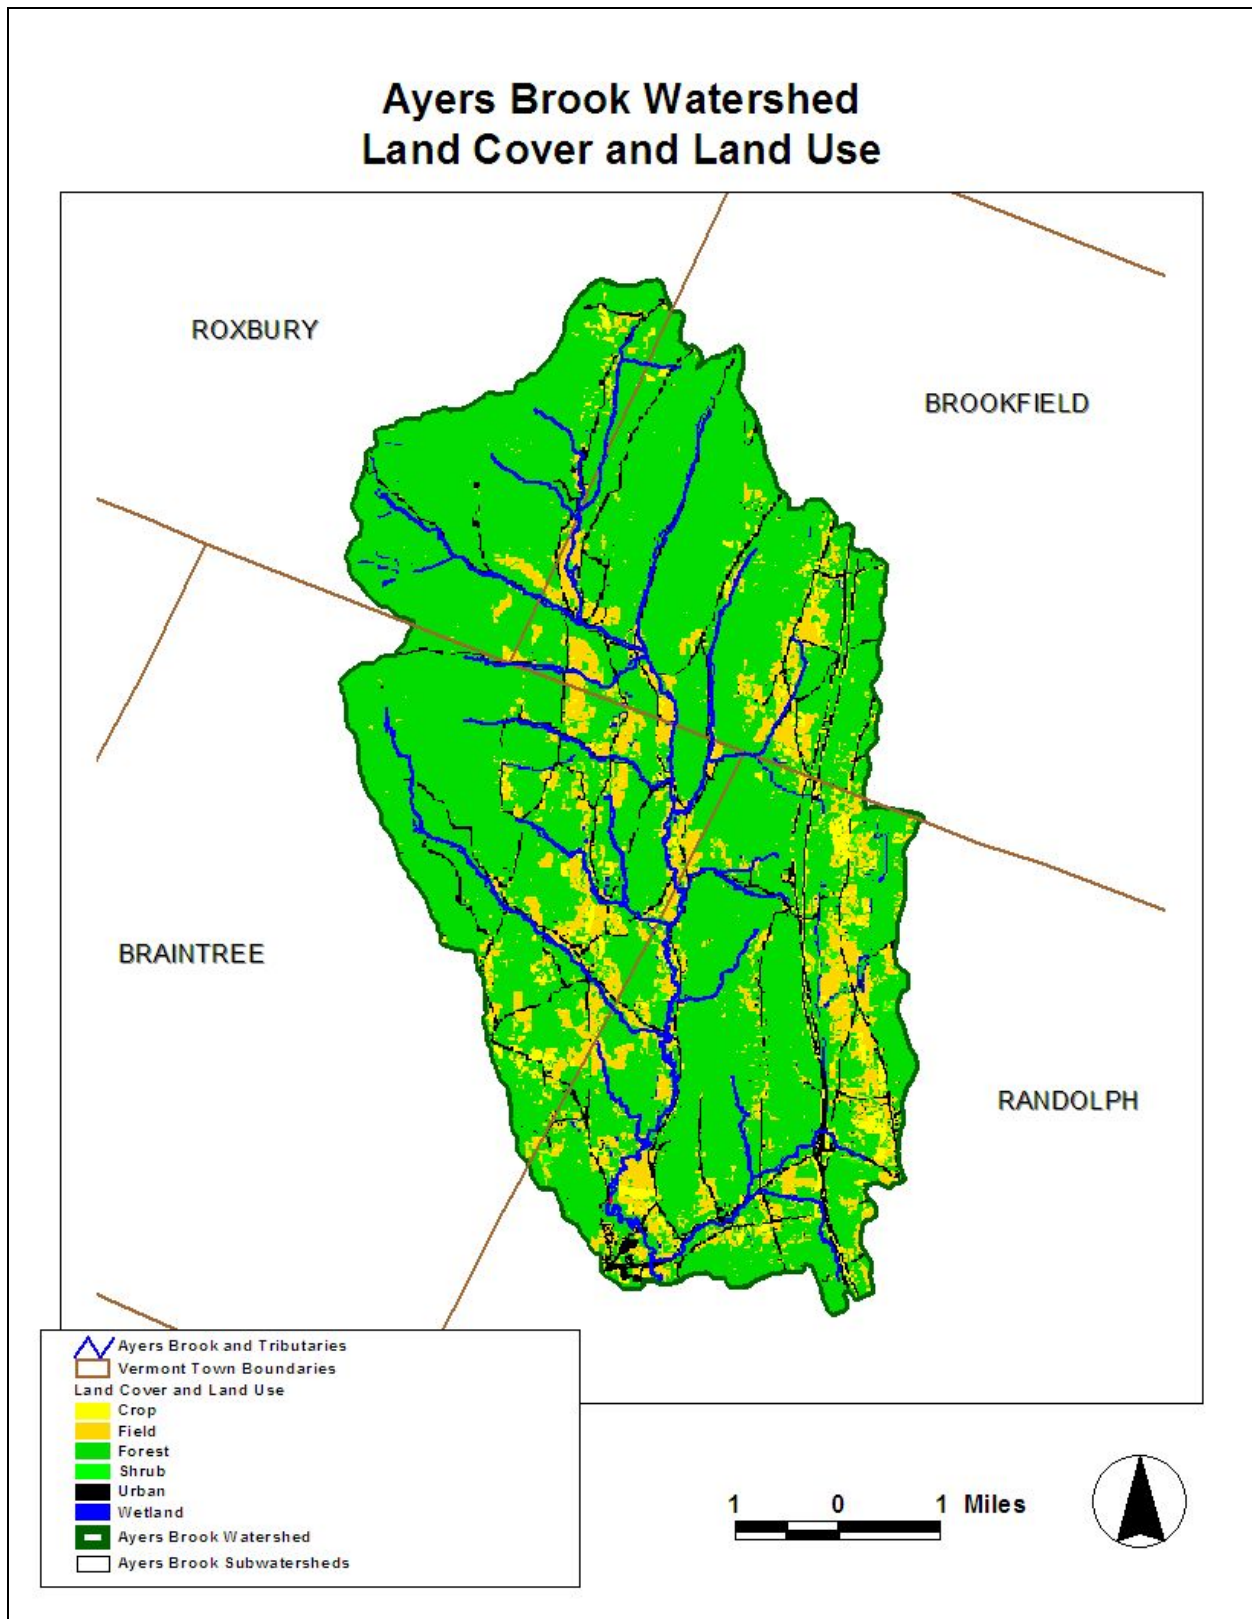 Ayers Brook Watershed
Land Cover and Land Use
ROXBURY
BROOKFIELD
BRAINTREE
RANDOLPH
Ayers Brook and Tributaries
Vermont Town Boundaries
Land Cover and Land Use
Crop
Field
Forest
Shrub
Urban
Wetland
Ayers Brook Watershed
Ayers Brook Subwatersheds
1 0 1 Miles